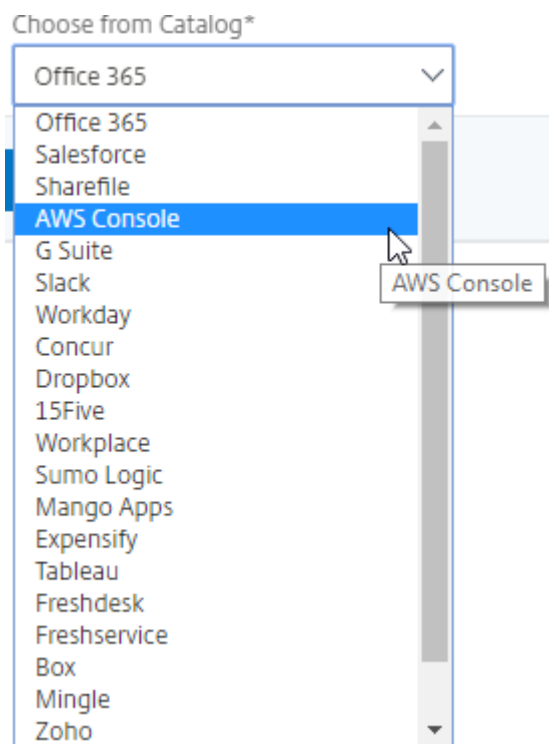 Choose from Catalog*
Office 365
Office 365
Salesforce
Sharefile
AWS Console
G Suite
Slack
AWS Console
Workday
Concur
Dropbox
15Five
Workplace
Sumo Logic
Mango Apps
Expensify
Tableau
Freshdesk
Freshservice
Box
Mingle
Zoho